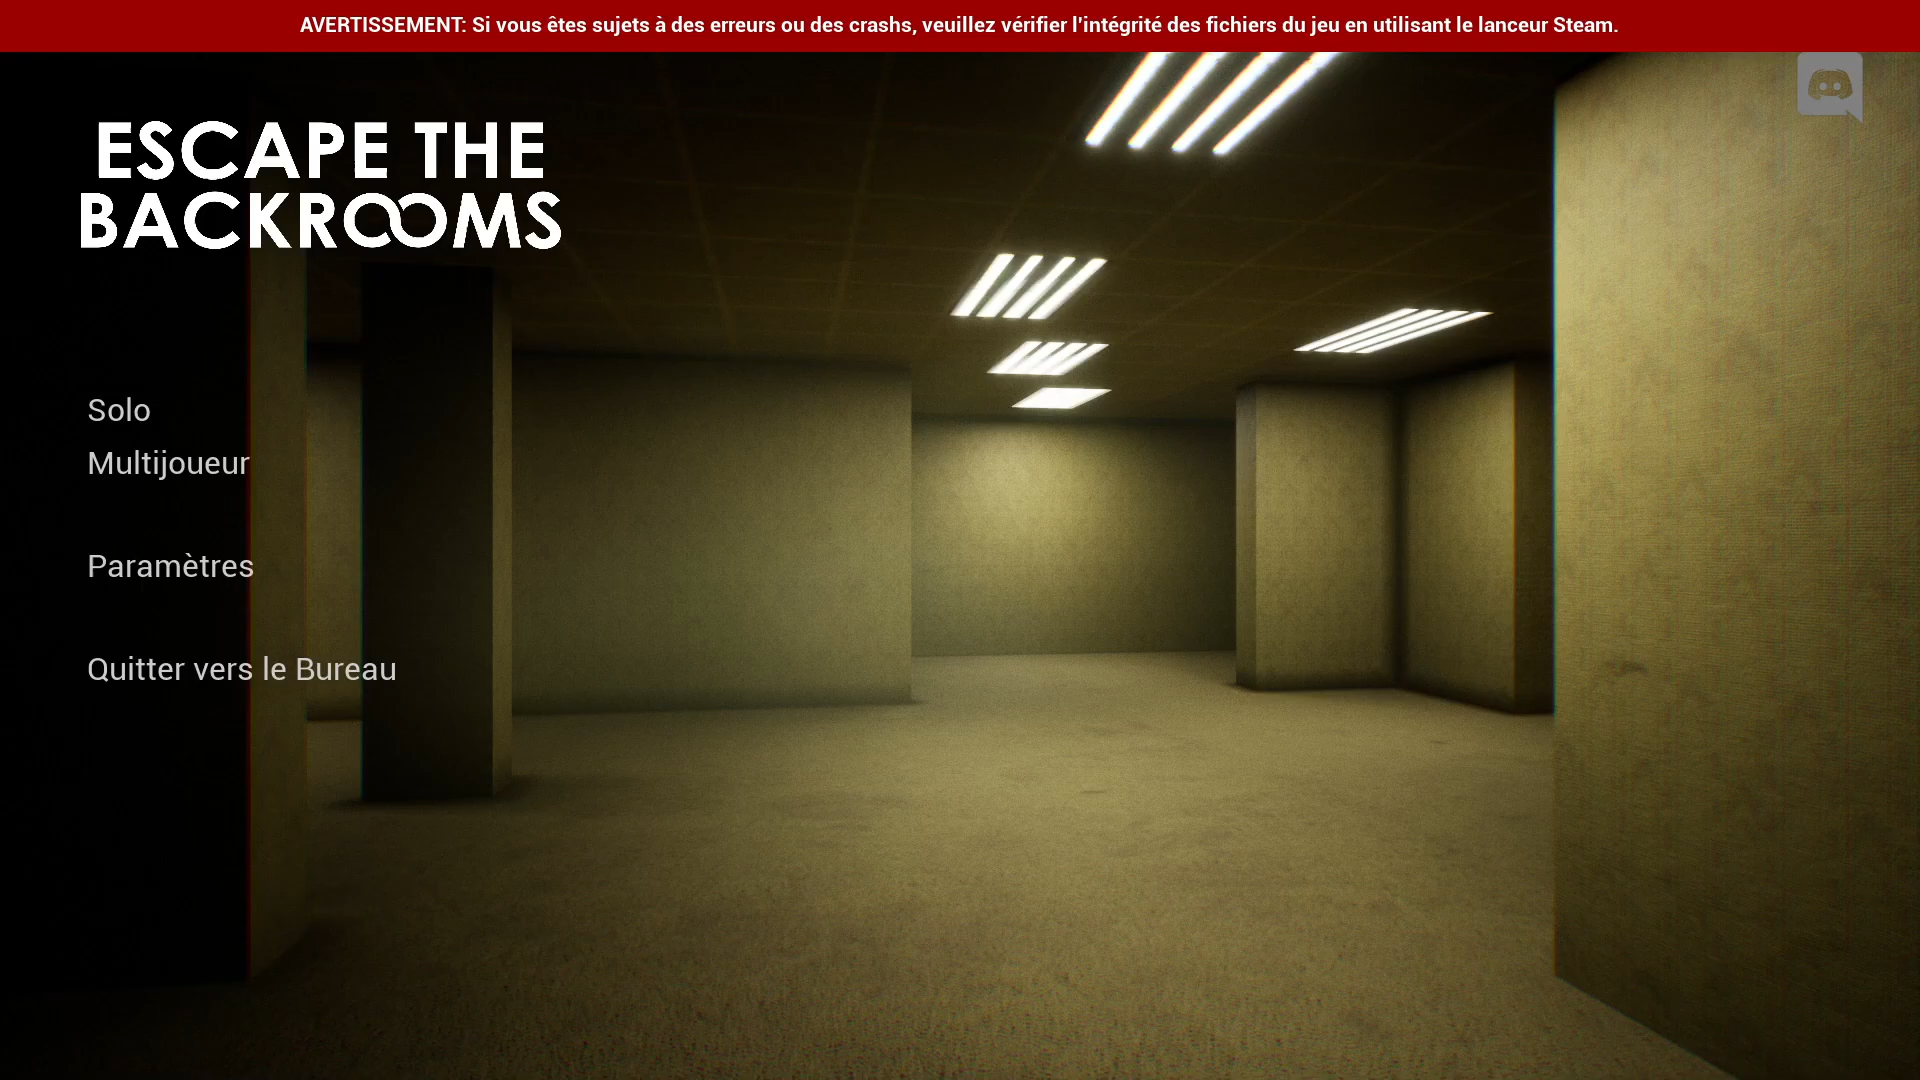 AVERTISSEMENT: Si vous êtes sujets à des erreurs ou des crashs, veuillez vérifier l'intégrité des fichiers du jeu en utilisant le lanceur Steam.
ESCAPE THE
BACKROOMS
Solo
Multijoueur
Paramètres
Quitter vers le Bureau